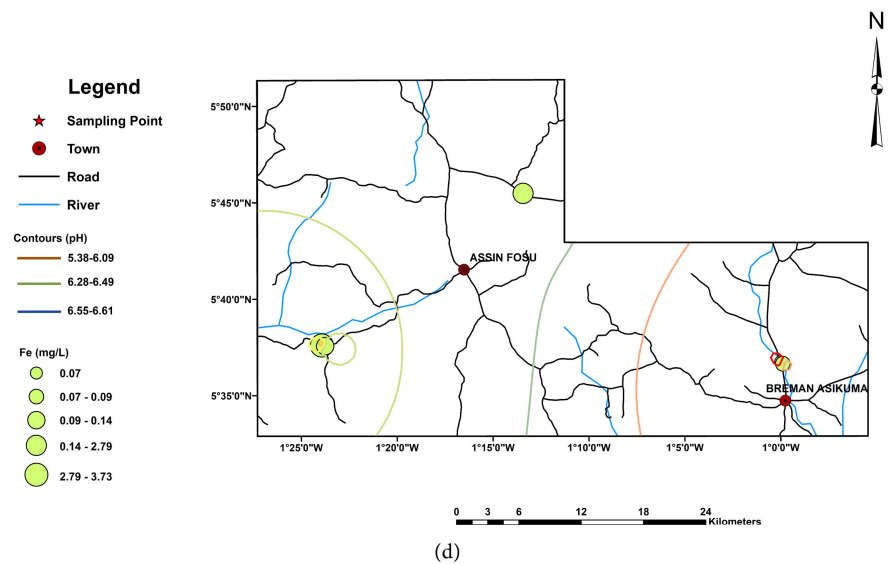 N
Legend
Sampling Point
Town
Road
River
Contours (pH)
5.38-6.09
6.28-6.49
6.55-6.61
Fe (mg/L)
0.07
0.07 - 0.09
0.09 - 0.14
0.14 - 2.79
2.79 - 3.73
5°50'0"N
5°45'0"N
5°40'0"N
5°35'0"N
ASSIN FOSU
BREMAN ASIKUMA
1°25'0"W 1°20'0"W 1°15'0"W 1°10'0"W 1°5'0"W 1°0'0"W
0 3 6 12 18 24
Kilometers
(d)